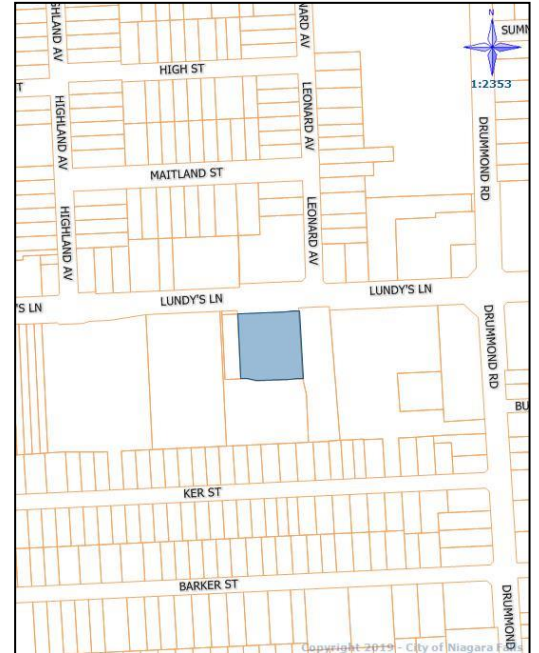 GHLAND AV
NARD AV
N
SUMM
1:2353
HIGH ST
T
HIGHLAND AV
LEONARD AV
DRUMMOND RD
MAITLAND ST
HIGHLAND AV
LEONARD AV
'S LN
LUNDY'S LN
LUNDY'S LN
DRUMMOND RD
BU
KER ST
BARKER ST
DRUMMOND
Copyright 2019 - City of Niagara Falls